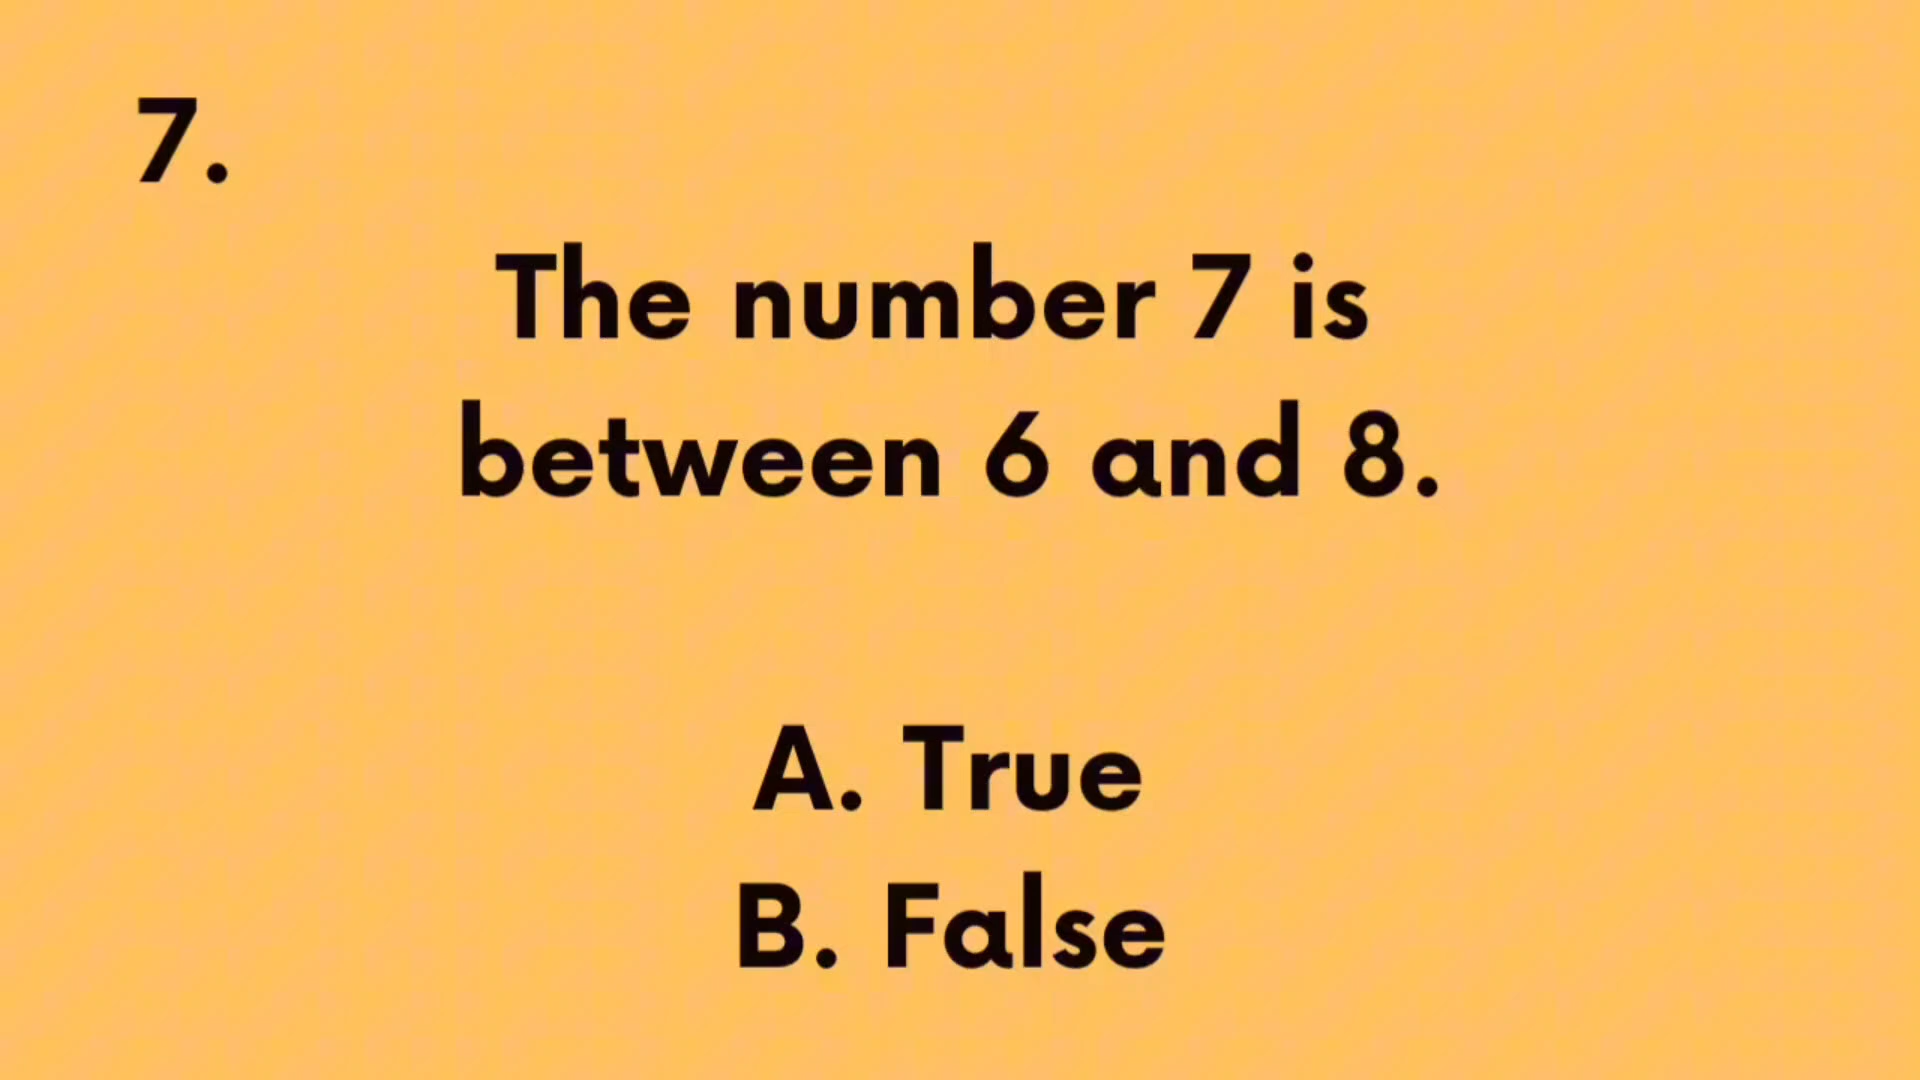 7.
The number 7 is
between 6 and 8.
A. True
B. False